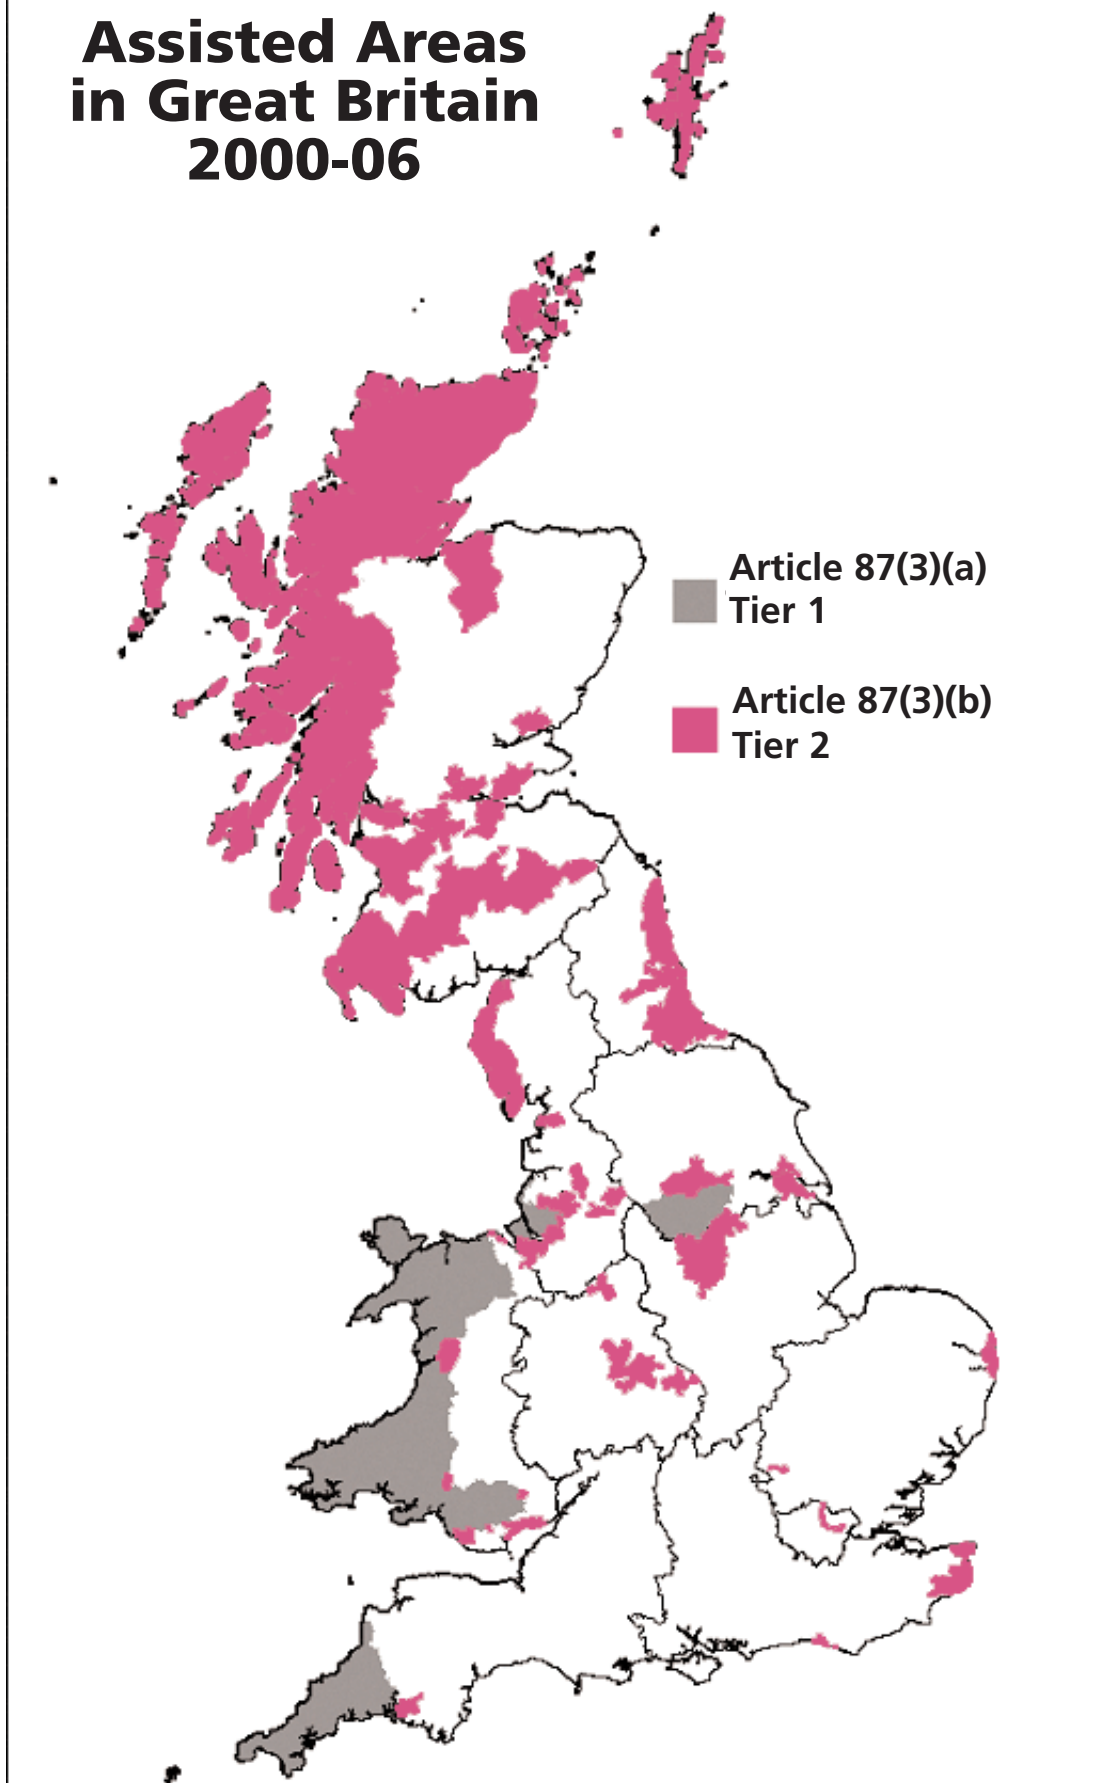 Assisted Areas
in Great Britain
2000-06
Article 87(3)(a)
Tier 1
Article 87(3)(b)
Tier 2